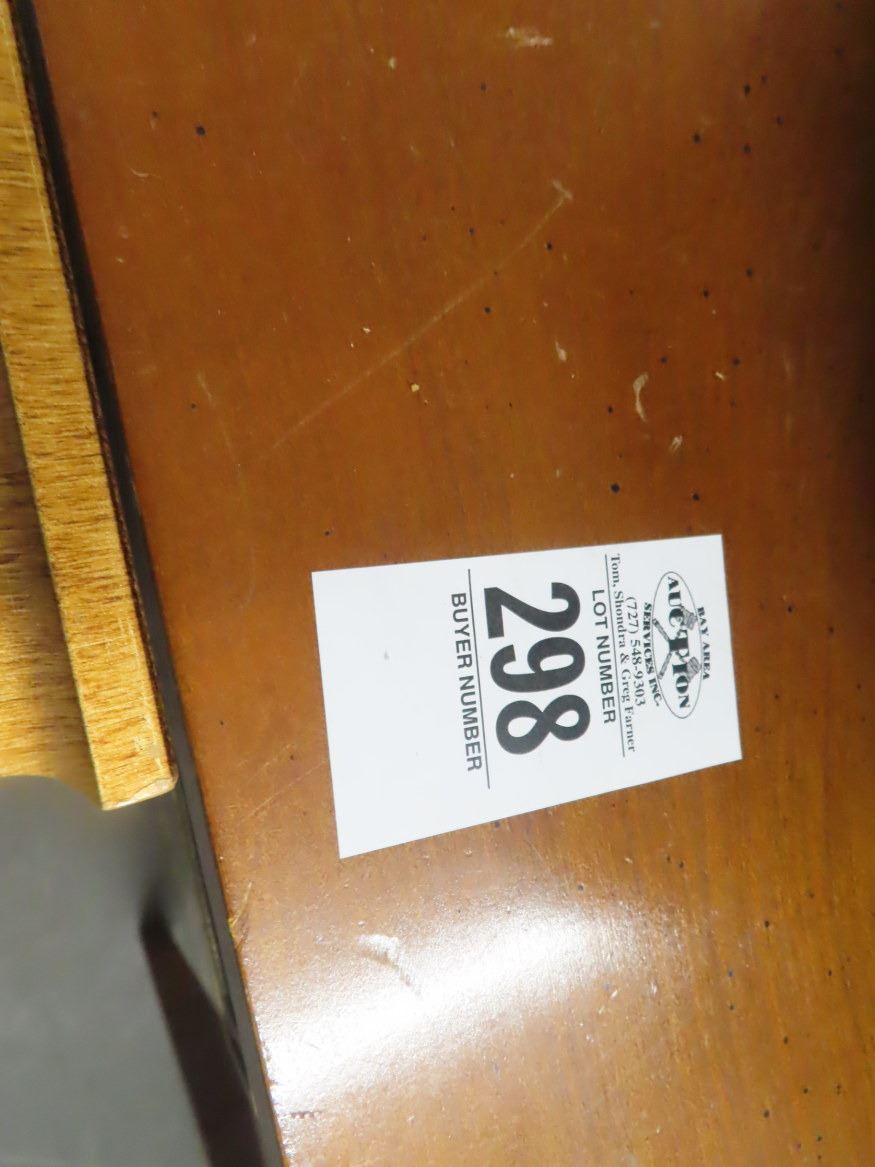 BAY AREA
AUCTION
SERVICES INC.
(727) 548-9303
Tom, Shondra & Greg Farner
LOT NUMBER
298
BUYER NUMBER